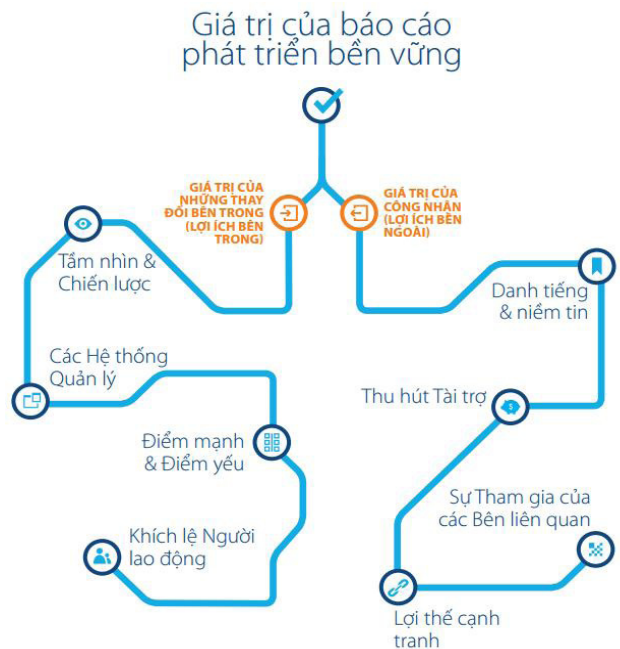 Giá trị của báo cáo
phát triển bền vững
GIÁ TRỊ CỦA
NHỮNG THAY
ĐỔI BÊN TRONG
(LỢI ÍCH BÊN
TRONG)
GIÁ TRỊ CỦA
CÔNG NHẬN
(LỢI ÍCH BÊN
NGOÀI)
Tầm nhìn &
Chiến lược
Các Hệ thống
Quản lý
Điểm mạnh
& Điểm yếu
Khích lệ Người
lao động
Danh tiếng
& niềm tin
Thu hút Tài trợ
$
Sự Tham gia của
các Bên liên quan
Lợi thế cạnh
tranh